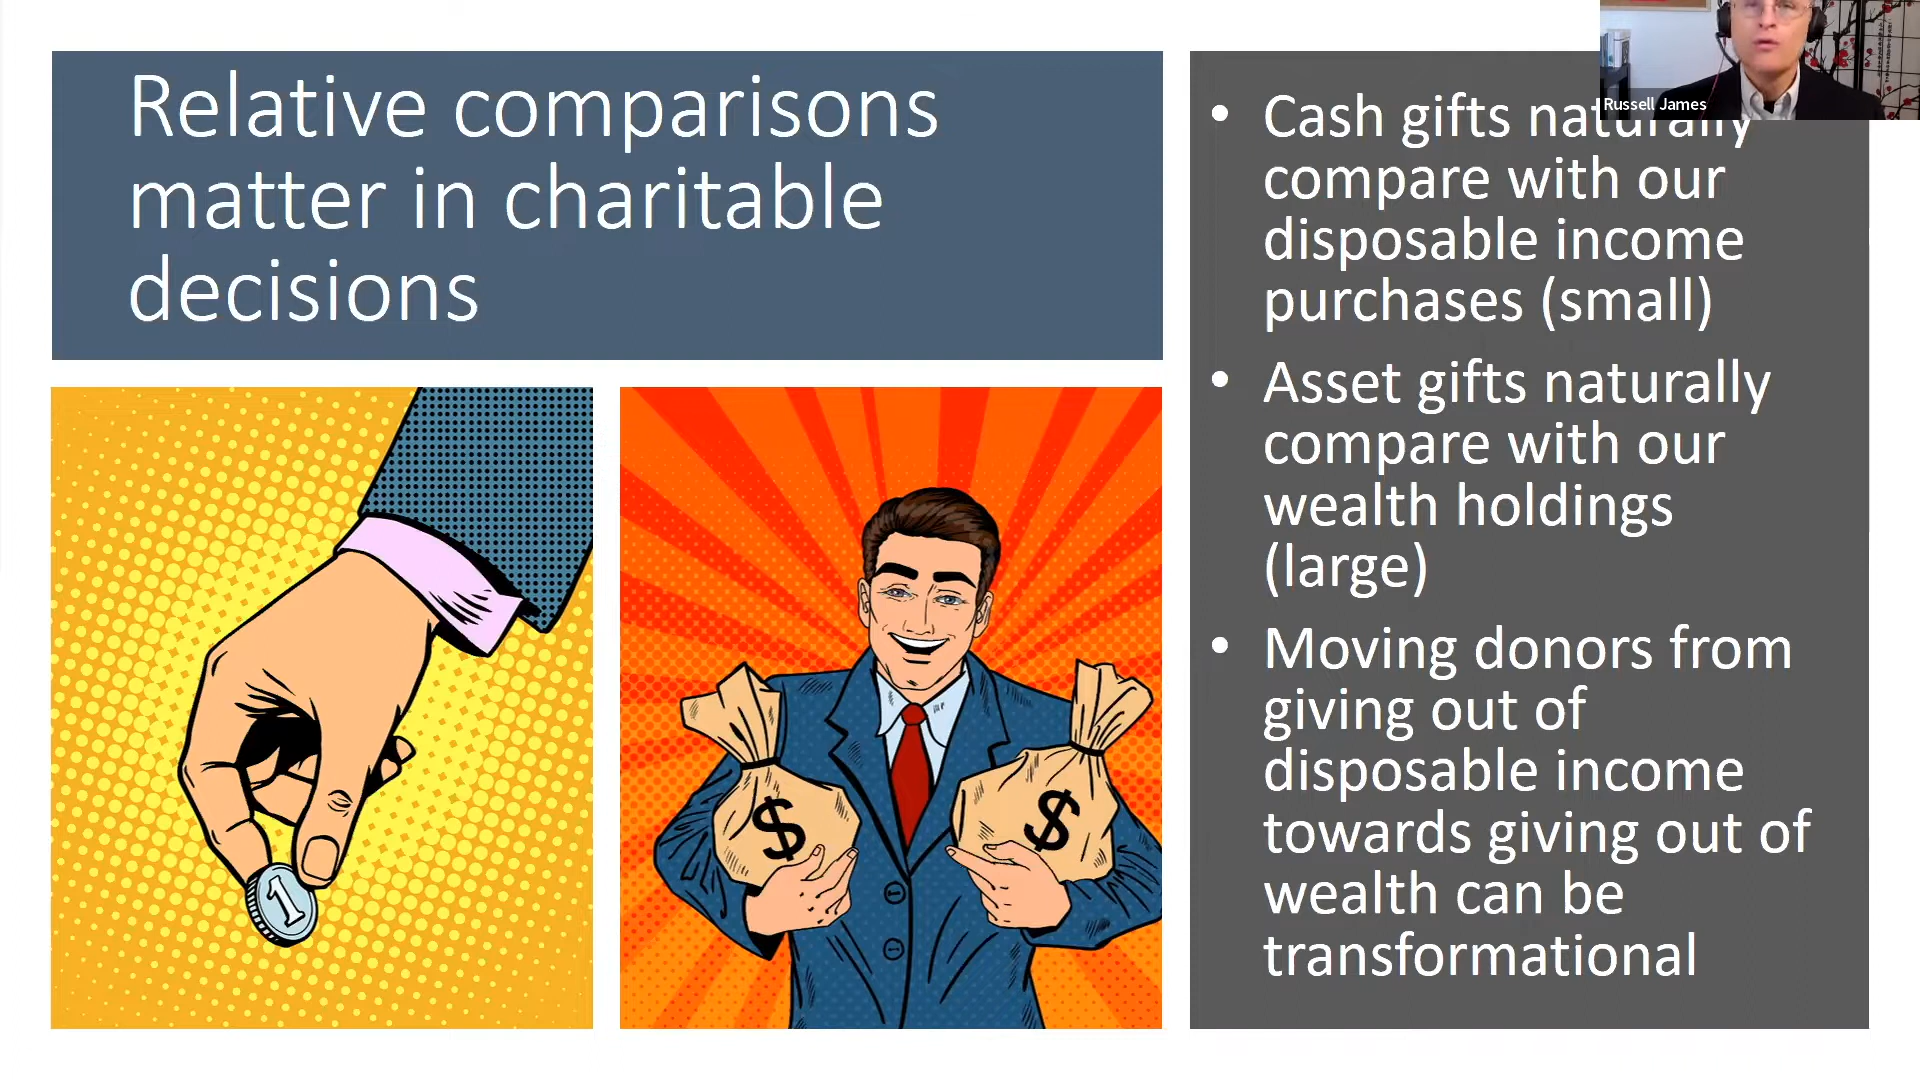 Relative comparisons
matter in charitable
decisions
Russell James
• Cash gifts naturally
compare with our
disposable income
purchases (small)
• Asset gifts naturally
compare with our
wealth holdings
(large)
• Moving donors from
giving out of
disposable income
towards giving out of
wealth can be
transformational
1
$
$